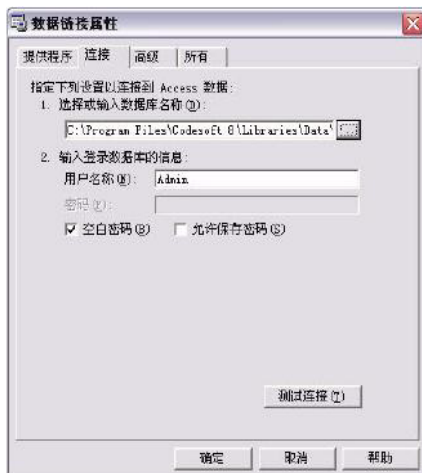 数据链接属性
提供程序 连接 高级 所有
指定下列设置以连接到 Access 数据:
1. 选择或输入数据库名称(D):
C:\Program Files\Codesoft 8\Libraries\Data\ ...
2. 输入登录数据库的信息:
用户名称(N): Admin
密码(P):
空白密码(B) 允许保存密码(S)
测试连接(T)
确定 取消 帮助